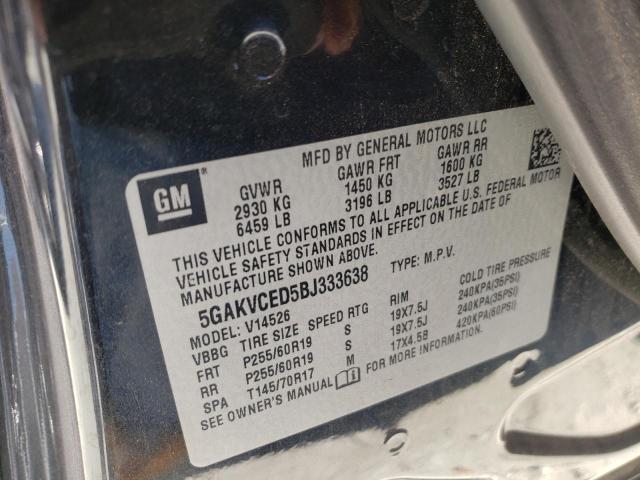 MFD BY GENERAL MOTORS LLC
GM®
GVWR GAWR FRT GAWR RR
2930 KG 1450 KG 1600 KG
6459 LB 3196 LB 3527 LB
THIS VEHICLE CONFORMS TO ALL APPLICABLE U.S. FEDERAL MOTOR
VEHICLE SAFETY STANDARDS IN EFFECT ON THE DATE OF
MANUFACTURE SHOWN ABOVE.
5GAKVCED5BJ333638 TYPE: M.P.V.
MODEL: V14526
VBBG TIRE SIZE SPEED RTG RIM COLD TIRE PRESSURE
FRT P255/60R19 S 19X7.5J 240KPA(35PSI)
RR P255/60R19 S 19X7.5J 240KPA(35PSI)
SPA T145/70R17 M 17X4.5B 420KPA(60PSI)
SEE OWNER'S MANUAL FOR MORE INFORMATION.